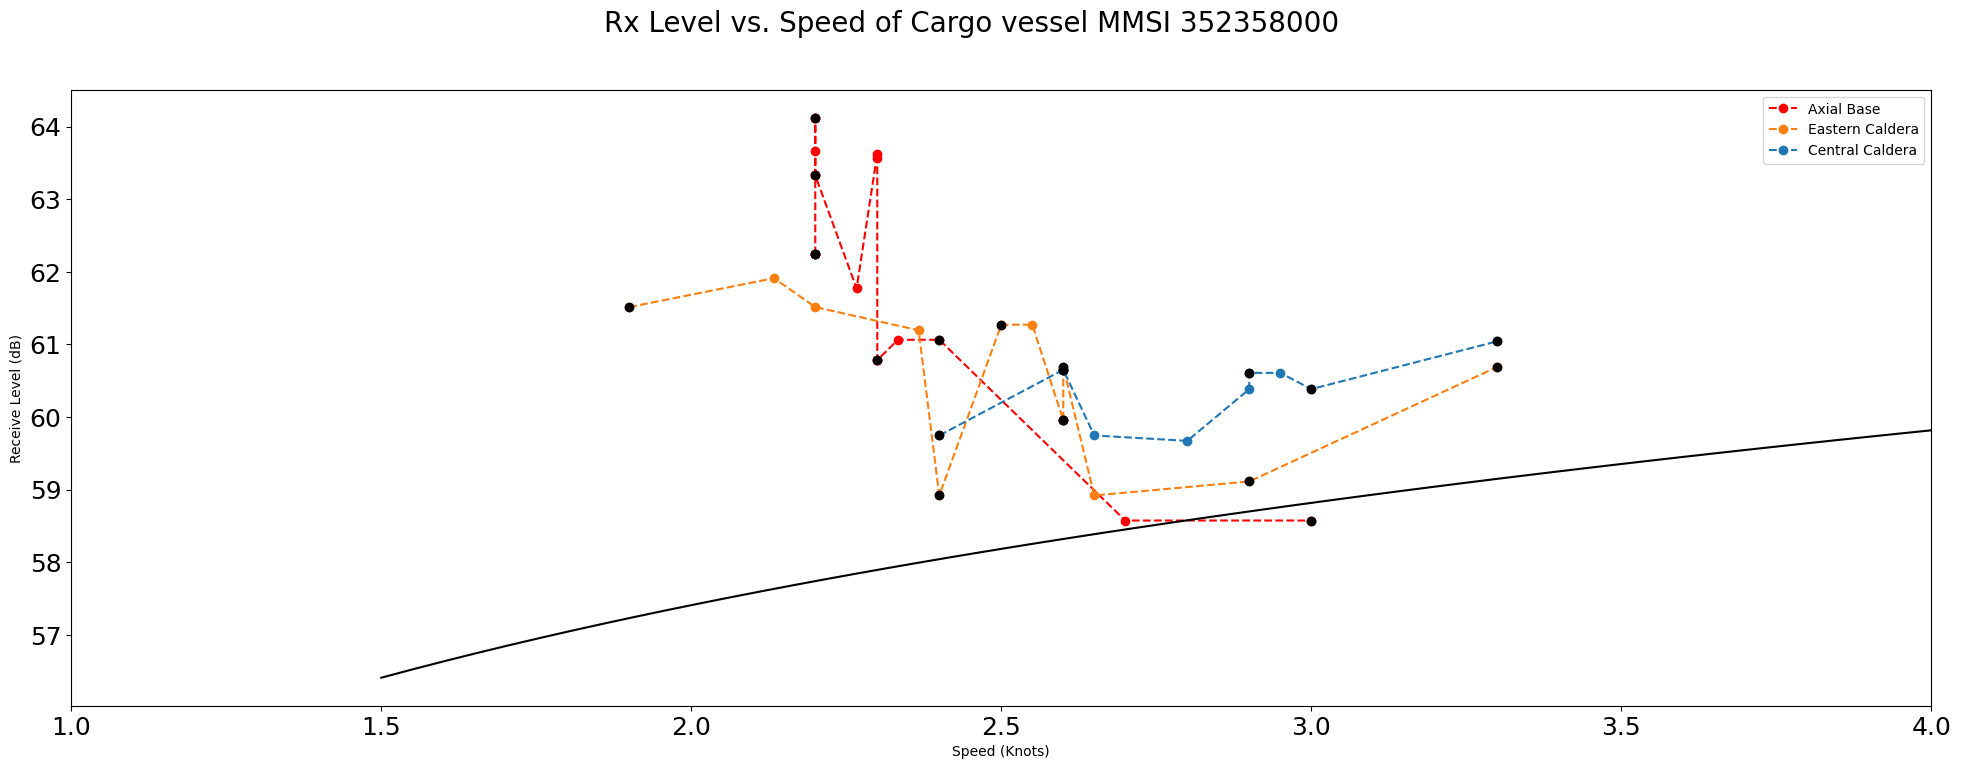 Rx Level vs. Speed of Cargo vessel MMSI 352358000
Axial Base
Eastern Caldera
Central Caldera
Receive Level (dB)
64
63
62
61
60
59
58
57
1.0 1.5 2.0 2.5 3.0 3.5 4.0
Speed (Knots)